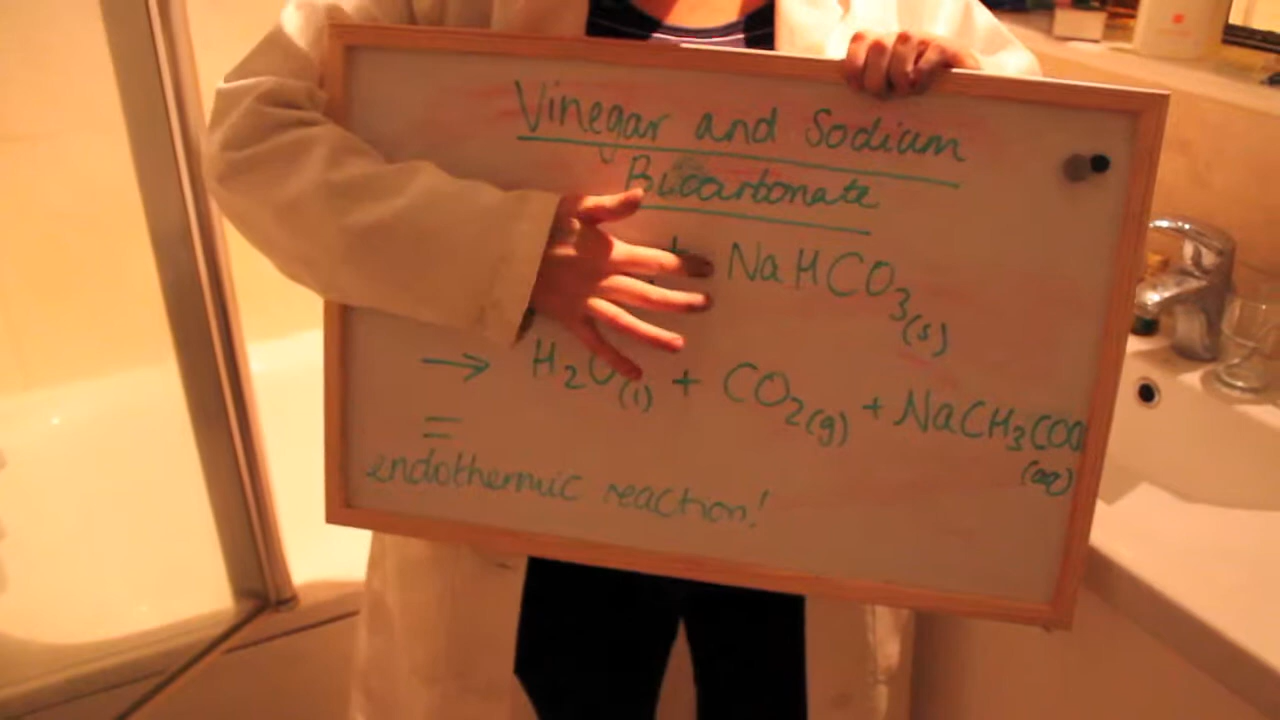 Vinegar and Sodium
Bicarbonate
+ NaHCO3(s)
→ H2O(l) + CO2(g) + NaCH3COO
(aq)
=
endothermic reaction!